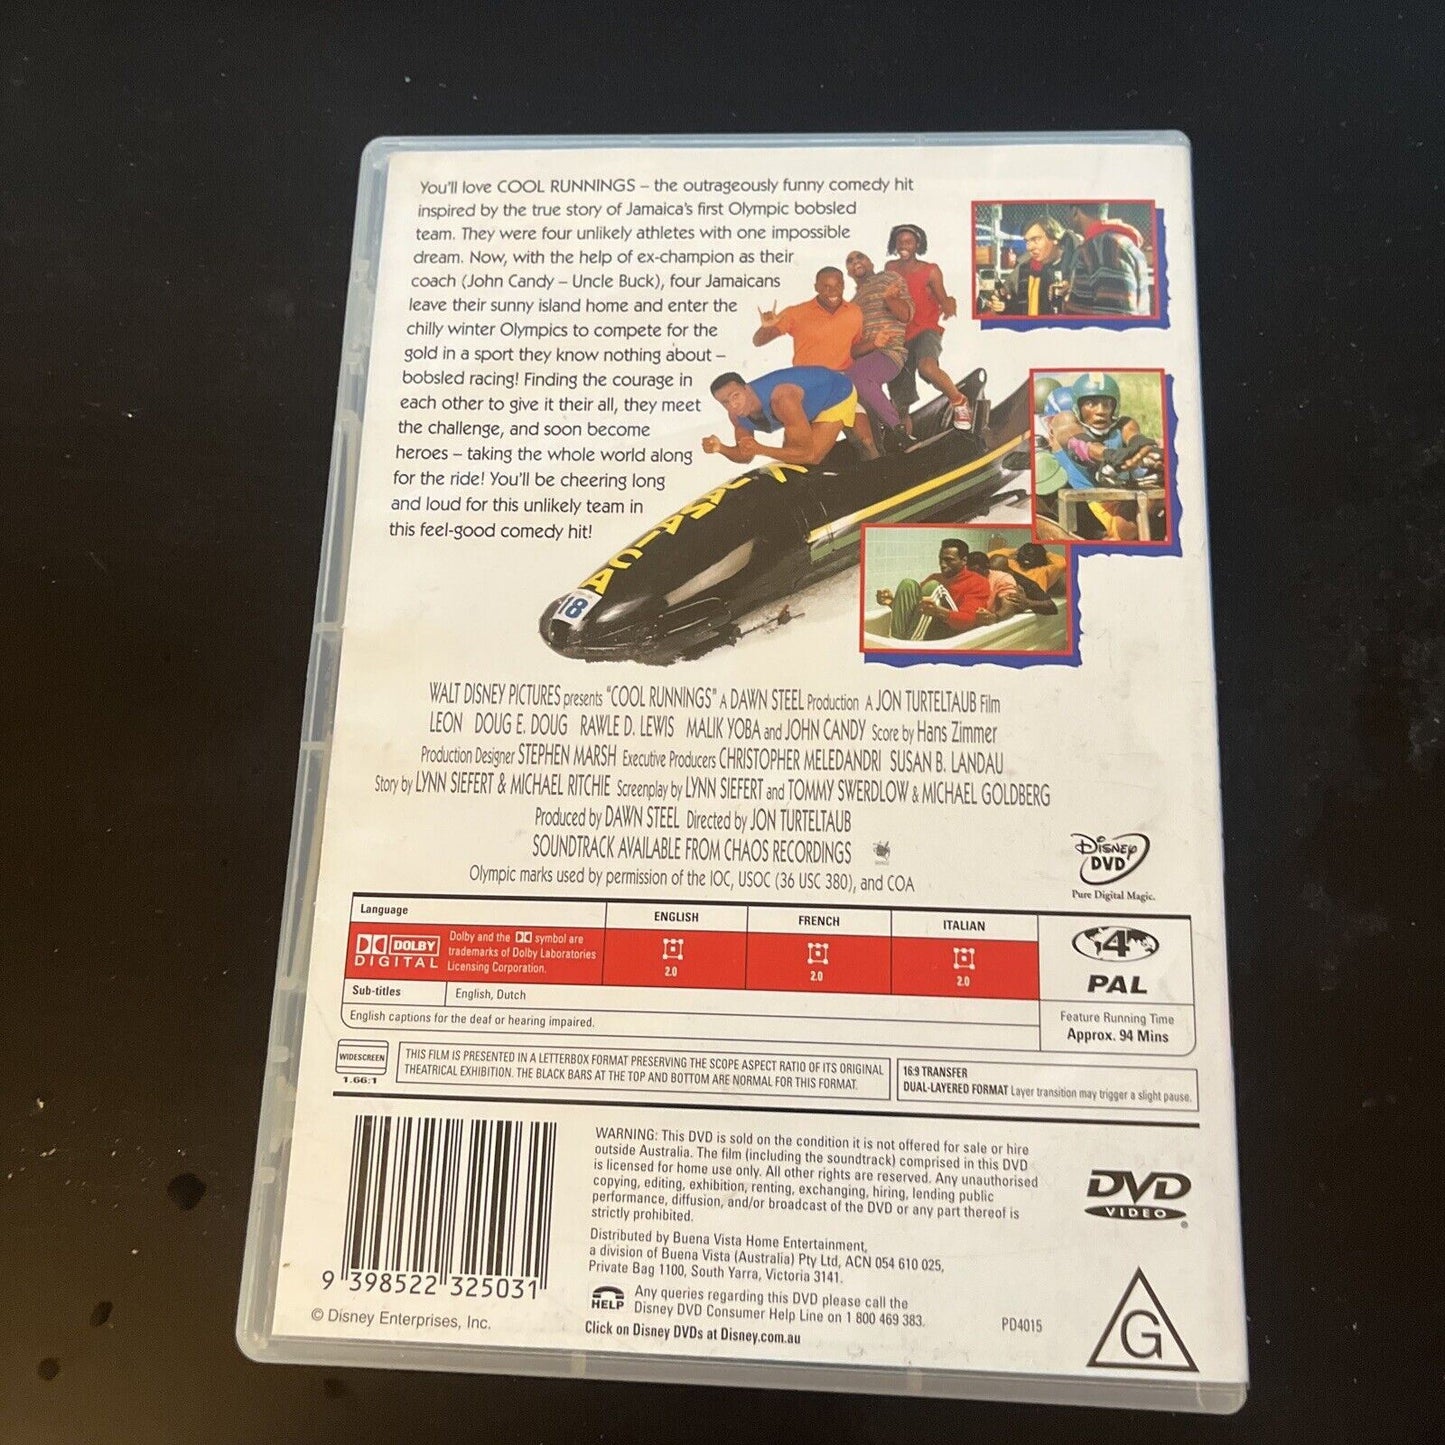 You'll love COOL RUNNINGS – the outrageously funny comedy hit
inspired by the true story of Jamaica's first Olympic bobsled
team. They were four unlikely athletes with one impossible
dream. Now, with the help of ex-champion as their
coach (John Candy – Uncle Buck), four Jamaicans
leave their sunny island home and enter the
chilly winter Olympics to compete for the
gold in a sport they know nothing about –
bobsled racing! Finding the courage in
each other to give it their all, they meet
the challenge, and soon become
heroes – taking the whole world along
for the ride! You'll be cheering long
and loud for this unlikely team in
this feel-good comedy hit!
JAMAICA
18
WALT DISNEY PICTURES presents "COOL RUNNINGS" A DAWN STEEL Production A JON TURTELTAUB Film
LEON DOUG E. DOUG RAWLE D. LEWIS MALIK YOBA and JOHN CANDY Score by Hans Zimmer
Production Designer STEPHEN MARSH Executive Producers CHRISTOPHER MELEDANDRI SUSAN B. LANDAU
Story by LYNN SIEFERT & MICHAEL RITCHIE Screenplay by LYNN SIEFERT and TOMMY SWERDLOW & MICHAEL GOLDBERG
Produced by DAWN STEEL Directed by JON TURTELTAUB
SOUNDTRACK AVAILABLE FROM CHAOS RECORDINGS
Olympic marks used by permission of the IOC, USOC (36 USC 380), and COA
Disney
DVD
Pure Digital Magic.
Language
ENGLISH
FRENCH
ITALIAN
DOLBY
DIGITAL
Dolby and the symbol are
trademarks of Dolby Laboratories
Licensing Corporation.
2.0
2.0
2.0
4
PAL
Sub-titles
English, Dutch
English captions for the deaf or hearing impaired.
Feature Running Time
Approx. 94 Mins
WIDESCREEN
1.66:1
THIS FILM IS PRESENTED IN A LETTERBOX FORMAT PRESERVING THE SCOPE ASPECT RATIO OF ITS ORIGINAL
THEATRICAL EXHIBITION. THE BLACK BARS AT THE TOP AND BOTTOM ARE NORMAL FOR THIS FORMAT.
16:9 TRANSFER
DUAL-LAYERED FORMAT Layer transition may trigger a slight pause.
9 398522 325031
© Disney Enterprises, Inc.
WARNING: This DVD is sold on the condition it is not offered for sale or hire
outside Australia. The film (including the soundtrack) comprised in this DVD
is licensed for home use only. All other rights are reserved. Any unauthorised
copying, editing, exhibition, renting, exchanging, hiring, lending public
performance, diffusion, and/or broadcast of the DVD or any part thereof is
strictly prohibited.
Distributed by Buena Vista Home Entertainment,
a division of Buena Vista (Australia) Pty Ltd, ACN 054 610 025,
Private Bag 1100, South Yarra, Victoria 3141.
HELP
Any queries regarding this DVD please call the
Disney DVD Consumer Help Line on 1 800 469 383.
Click on Disney DVDs at Disney.com.au
PD4015
DVD
VIDEO
G